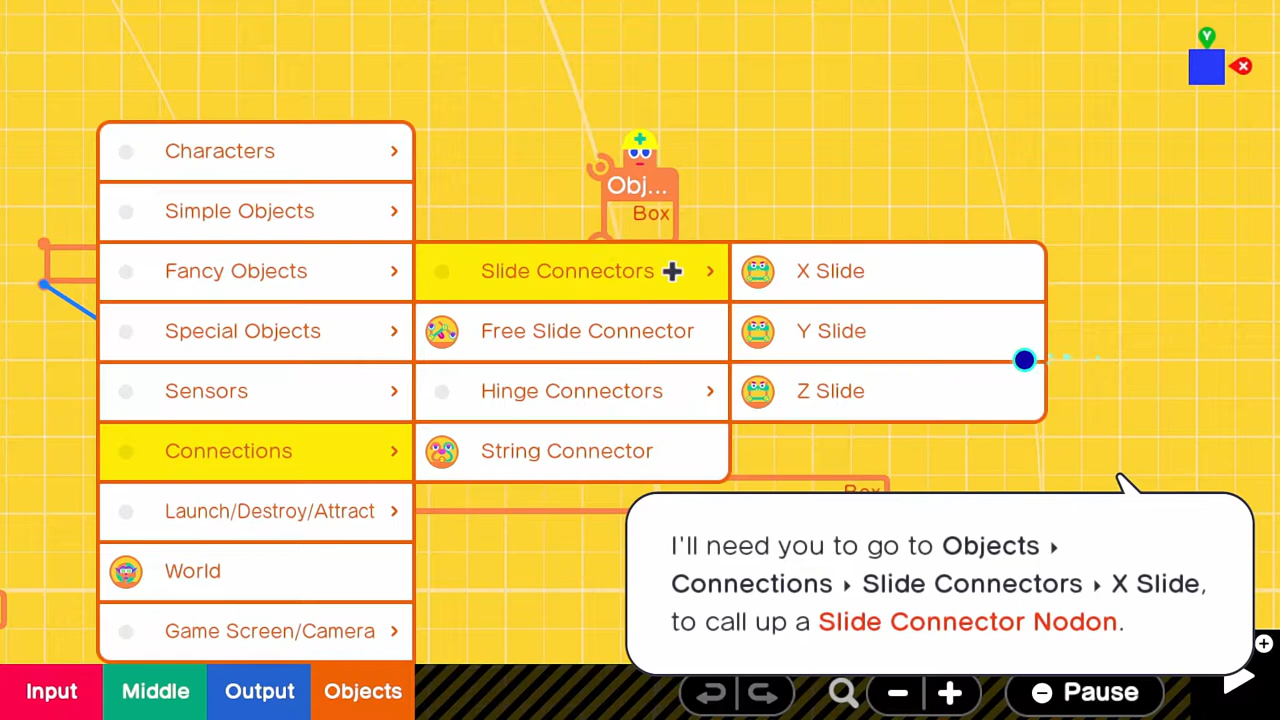 Y
X
Characters
Simple Objects
Fancy Objects
Special Objects
Sensors
Connections
Launch/Destroy/Attract
World
Game Screen/Camera
Obj...
Box
Slide Connectors
Free Slide Connector
Hinge Connectors
String Connector
X Slide
Y Slide
Z Slide
Box
I'll need you to go to Objects ▸
Connections ▸ Slide Connectors ▸ X Slide,
to call up a Slide Connector Nodon.
Input
Middle
Output
Objects
Pause